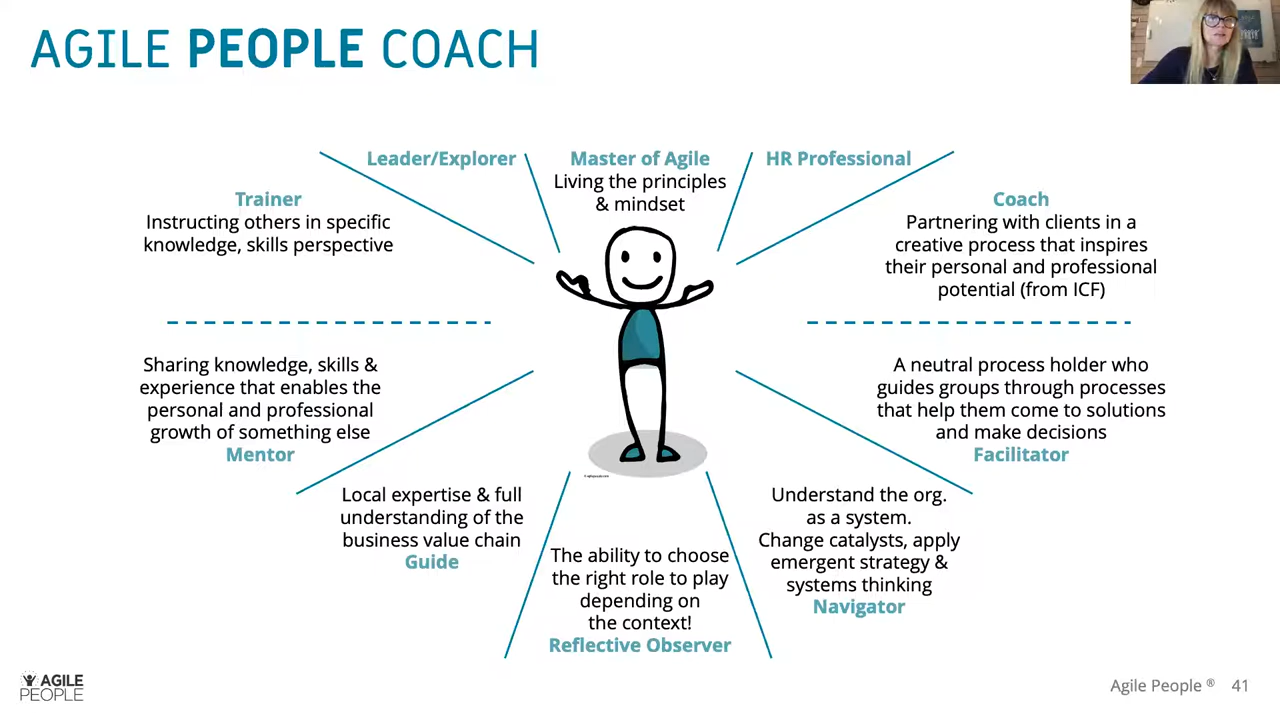 AGILE PEOPLE COACH
Leader/Explorer
Master of Agile
Living the principles
& mindset
HR Professional
Trainer
Instructing others in specific
knowledge, skills perspective
Coach
Partnering with clients in a
creative process that inspires
their personal and professional
potential (from ICF)
Sharing knowledge, skills &
experience that enables the
personal and professional
growth of something else
Mentor
A neutral process holder who
guides groups through processes
that help them come to solutions
and make decisions
Facilitator
Local expertise & full
understanding of the
business value chain
Guide
The ability to choose
the right role to play
depending on
the context!
Reflective Observer
Understand the org.
as a system.
Change catalysts, apply
emergent strategy &
systems thinking
Navigator
AGILE
PEOPLE
Agile People ® 41